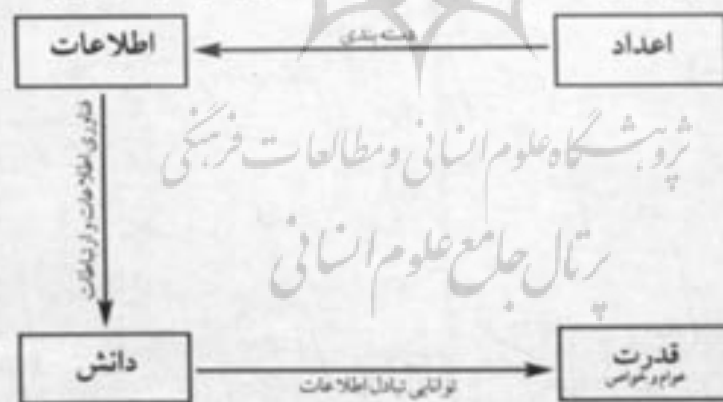 اعداد
دسته بندی
اطلاعات
فناوری اطلاعات و ارتباطات
دانش
توانایی تبادل اطلاعات
قدرت
عوام و خواص
پژوهشگاه علوم انسانی و مطالعات فرهنگی
پرتال جامع علوم انسانی